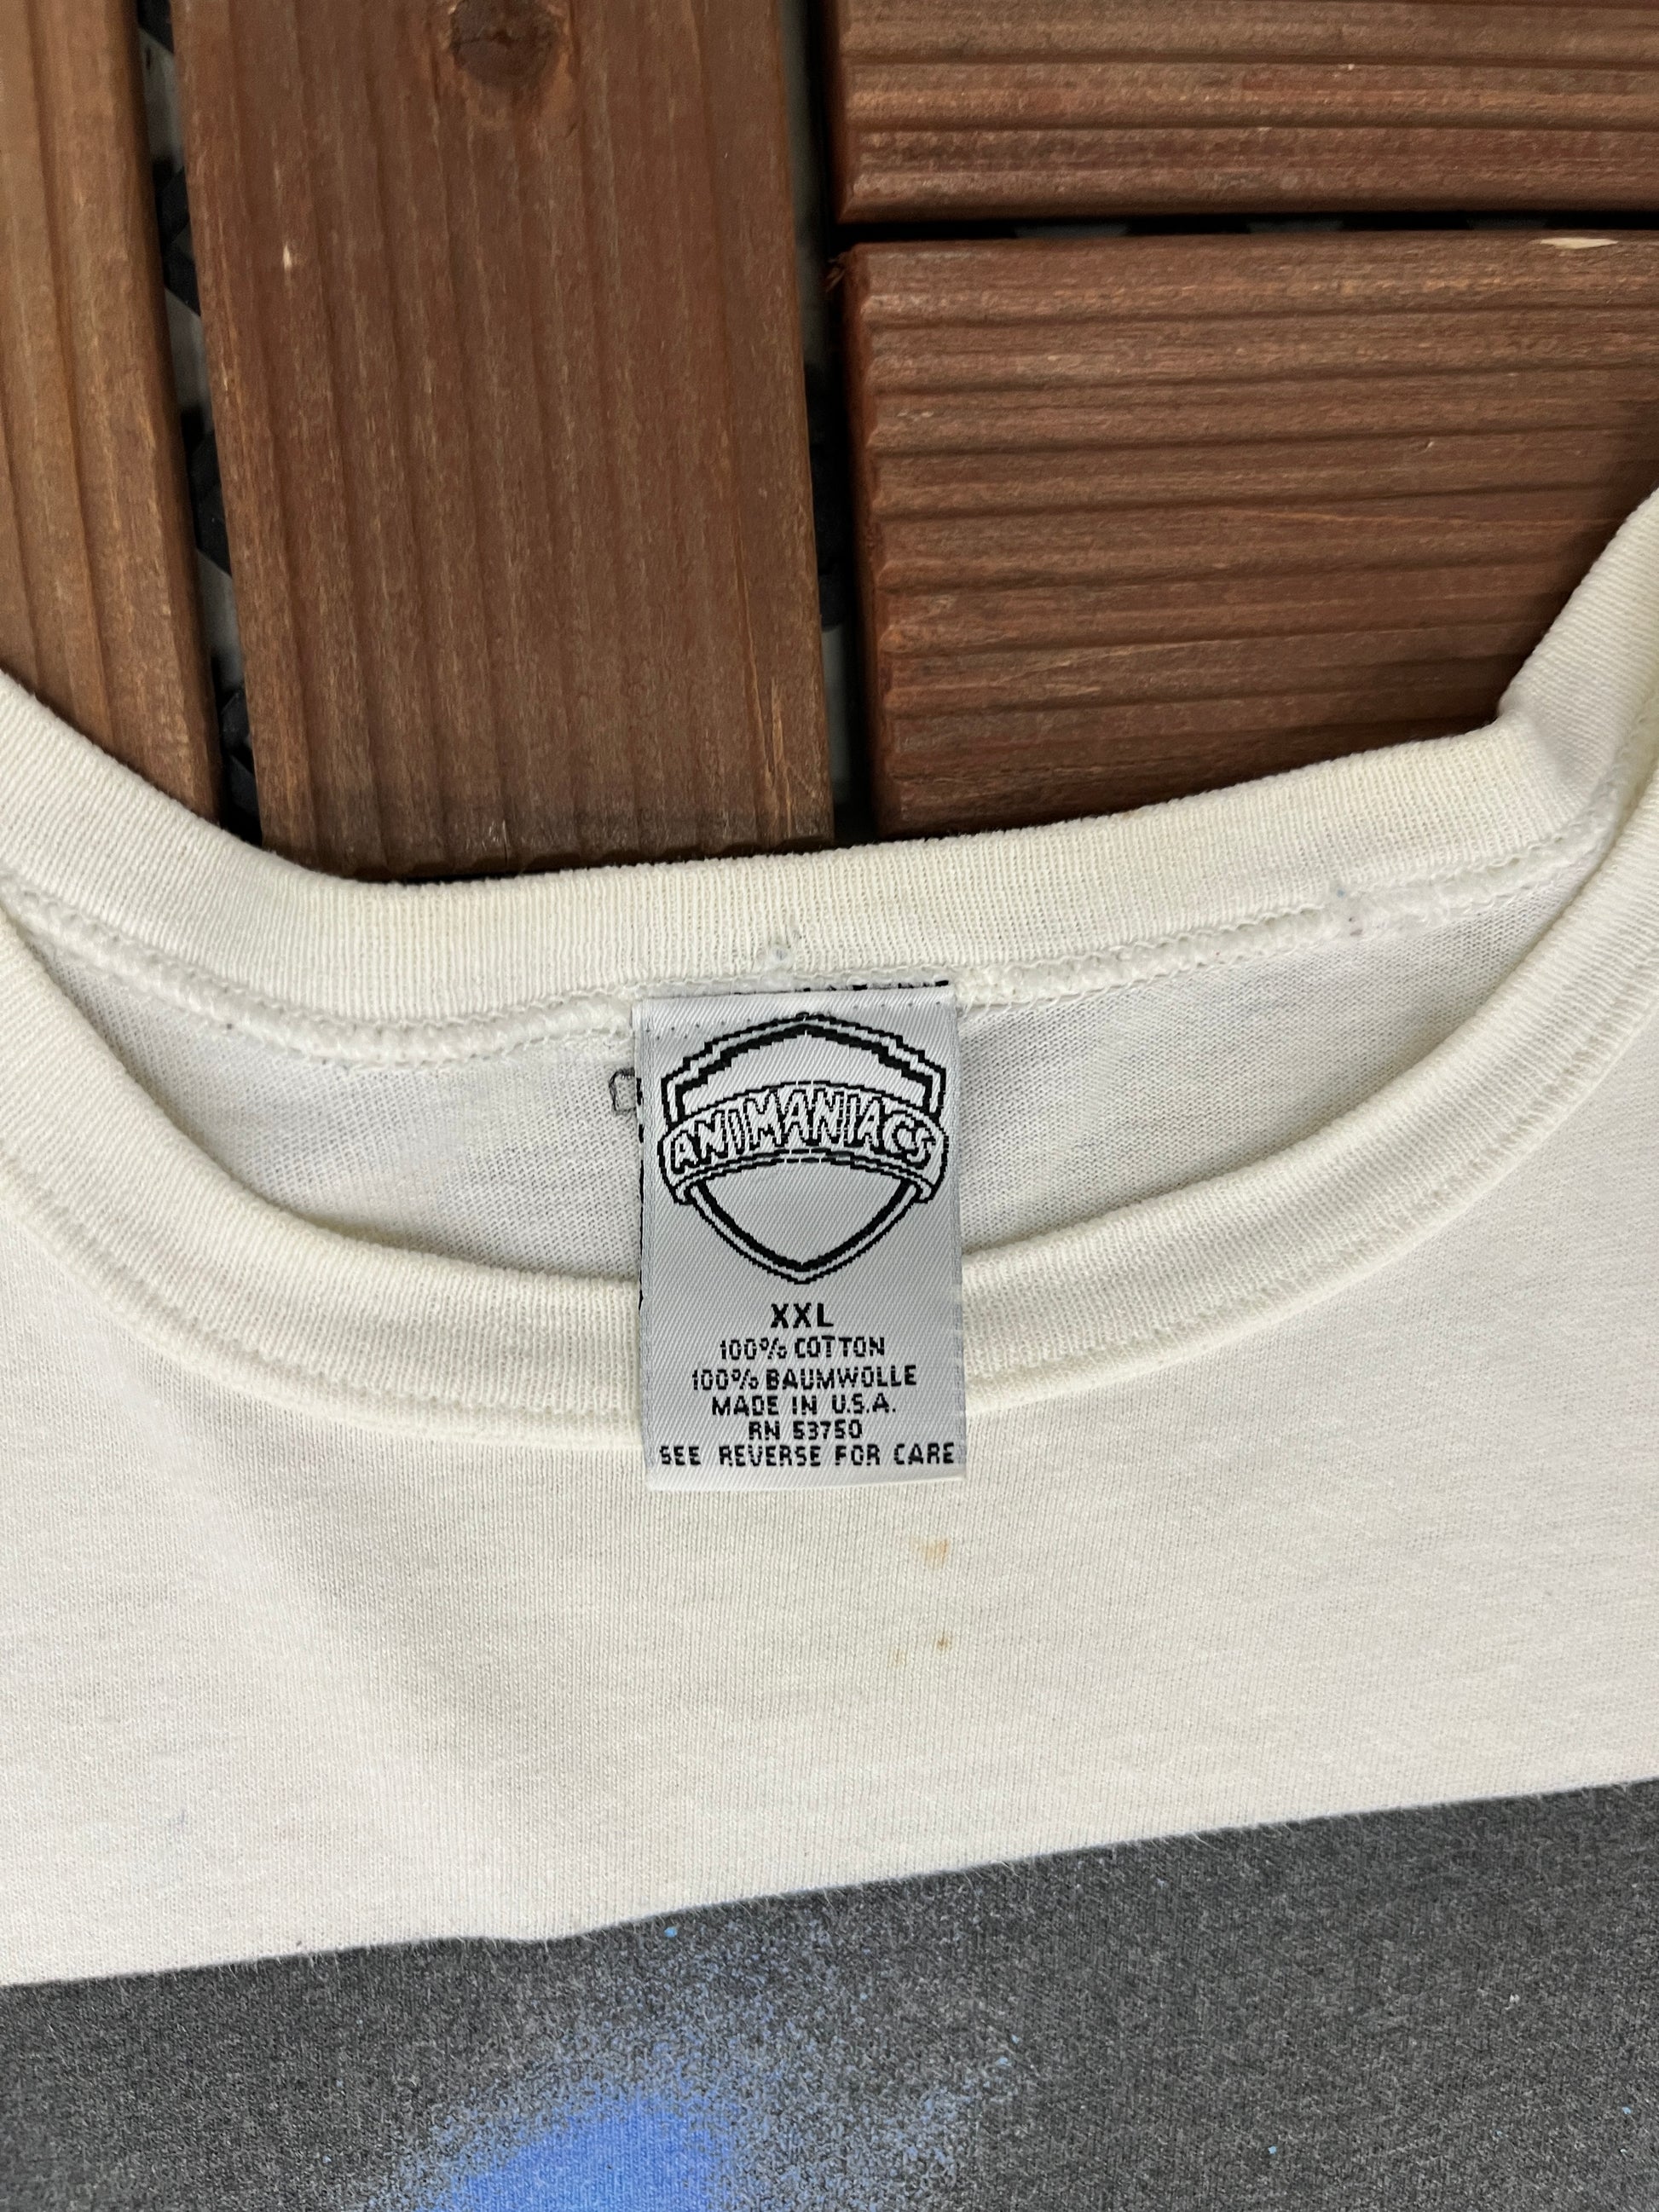 ANIMANIACS
XXL
100% COTTON
100% BAUMWOLLE
MADE IN U.S.A.
RN 53750
SEE REVERSE FOR CARE